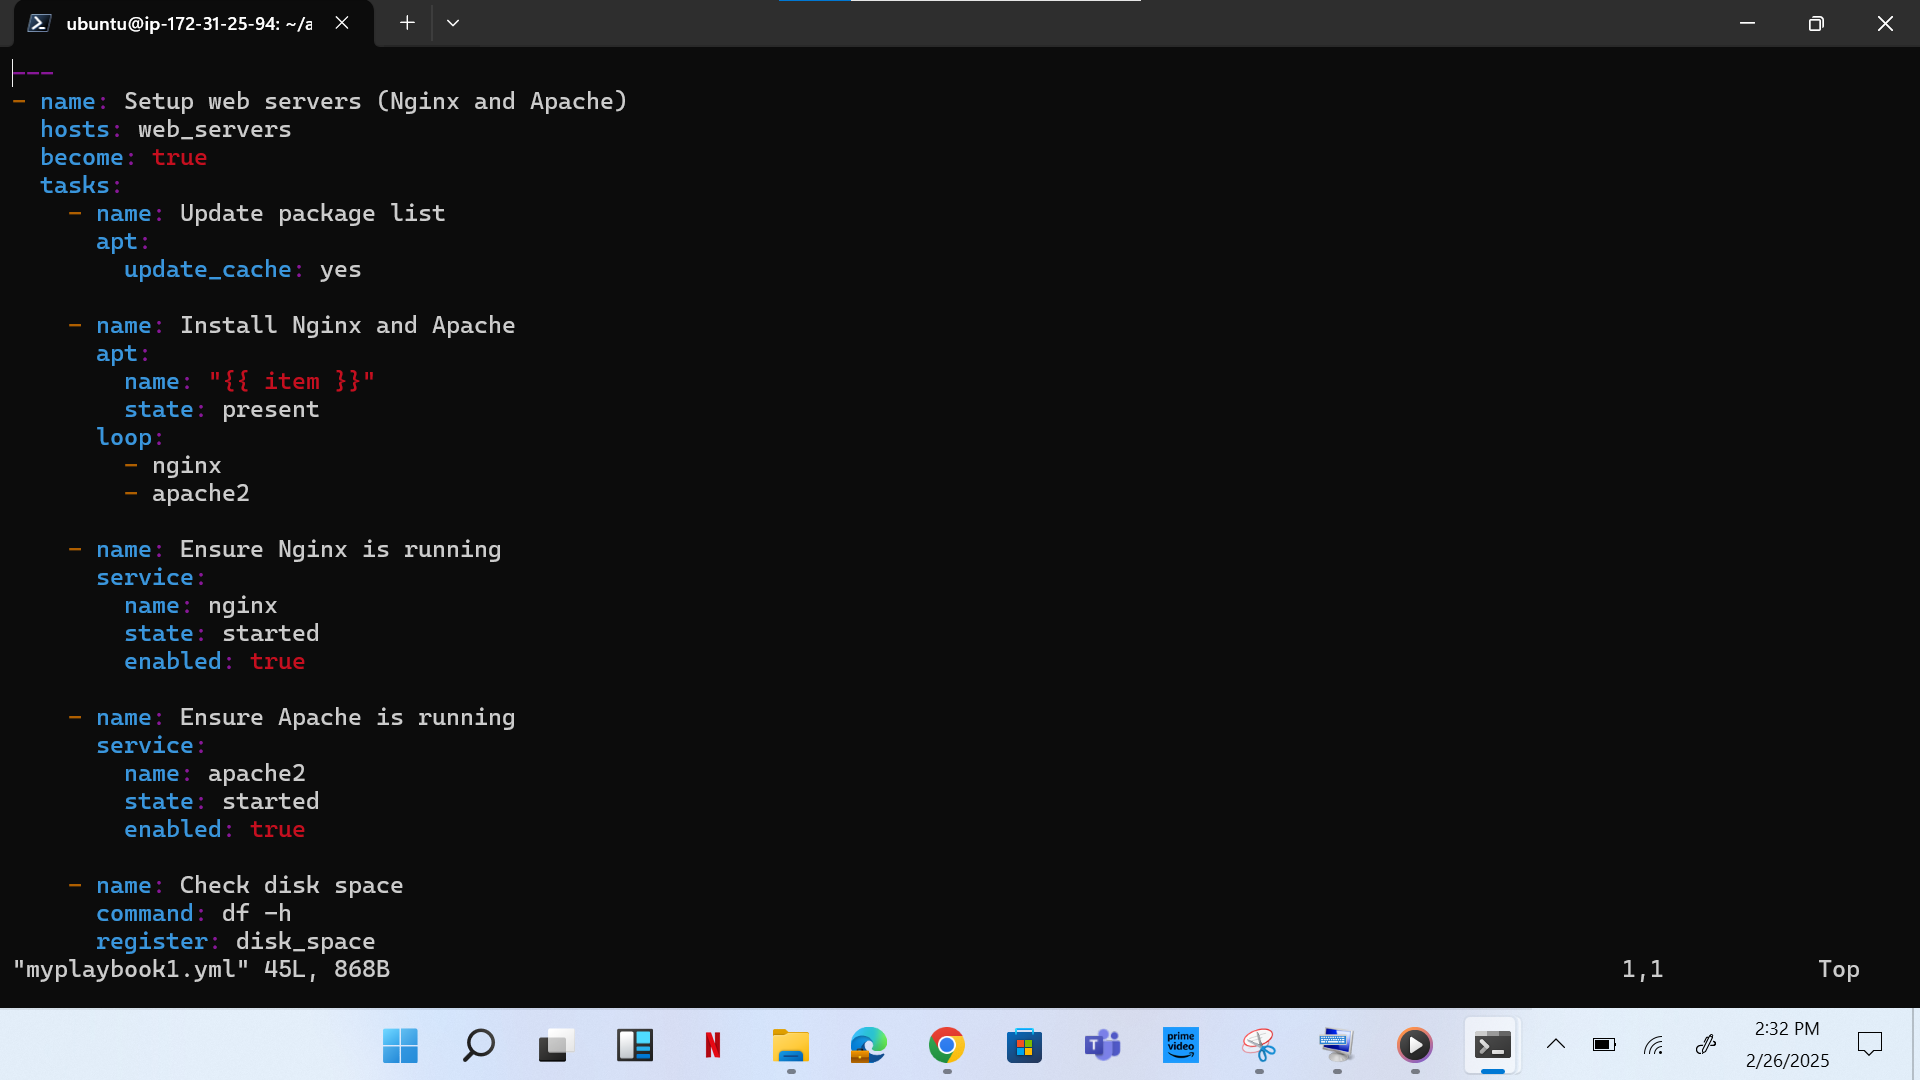 ubuntu@ip-172-31-25-94: ~/a
---
- name: Setup web servers (Nginx and Apache)
  hosts: web_servers
  become: true
  tasks:
    - name: Update package list
      apt:
        update_cache: yes

    - name: Install Nginx and Apache
      apt:
        name: "{{ item }}"
        state: present
      loop:
        - nginx
        - apache2

    - name: Ensure Nginx is running
      service:
        name: nginx
        state: started
        enabled: true

    - name: Ensure Apache is running
      service:
        name: apache2
        state: started
        enabled: true

    - name: Check disk space
      command: df -h
      register: disk_space
"myplaybook1.yml" 45L, 868B 1,1 Top
N
T
prime video
2:32 PM
2/26/2025